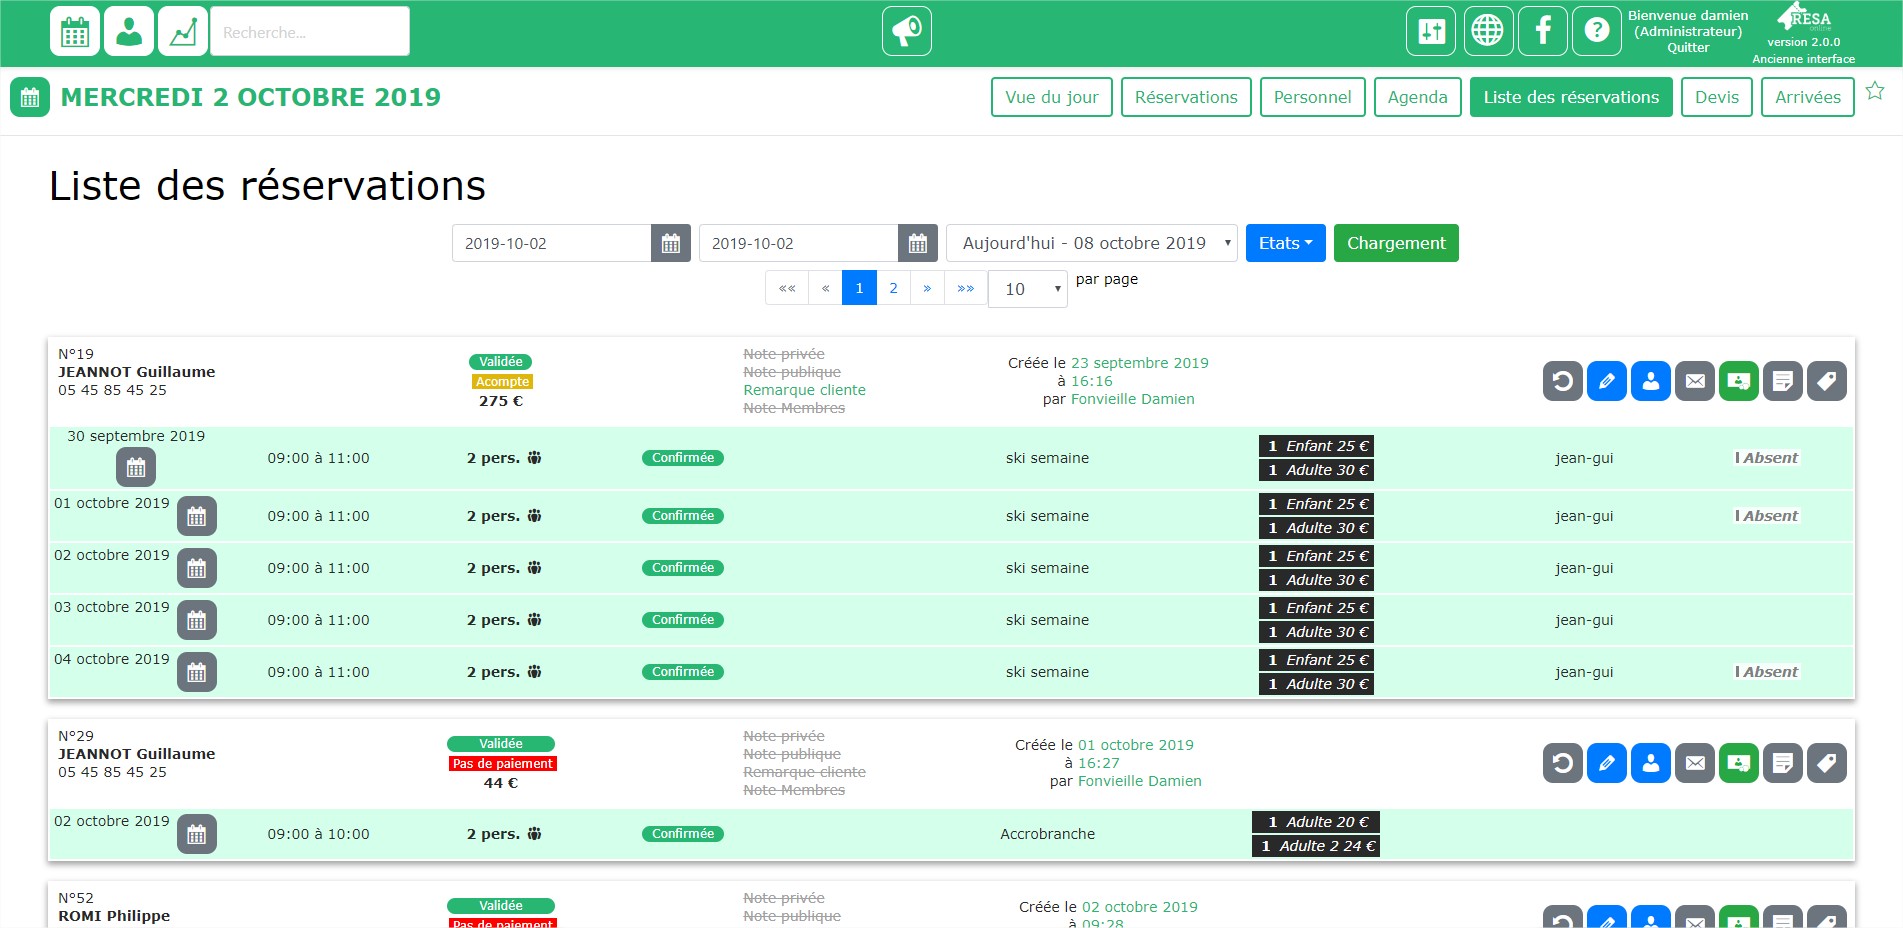 Recherche...
Bienvenue damien
(Administrateur)
Quitter
RESA
online
version 2.0.0
Ancienne interface
MERCREDI 2 OCTOBRE 2019
Vue du jour Réservations Personnel Agenda Liste des réservations Devis Arrivées
Liste des réservations
2019-10-02 2019-10-02 Aujourd'hui - 08 octobre 2019 Etats Chargement
«« « 1 2 » »» 10 par page
N°19
JEANNOT Guillaume
05 45 85 45 25
Validée
Acompte
275 €
Note privée
Note publique
Remarque cliente
Note Membres
Créée le 23 septembre 2019
à 16:16
par Fonvieille Damien
30 septembre 2019 09:00 à 11:00 2 pers. Confirmée ski semaine 1 Enfant 25 € jean-gui I Absent
1 Adulte 30 €
01 octobre 2019 09:00 à 11:00 2 pers. Confirmée ski semaine 1 Enfant 25 € jean-gui I Absent
1 Adulte 30 €
02 octobre 2019 09:00 à 11:00 2 pers. Confirmée ski semaine 1 Enfant 25 € jean-gui
1 Adulte 30 €
03 octobre 2019 09:00 à 11:00 2 pers. Confirmée ski semaine 1 Enfant 25 € jean-gui
1 Adulte 30 €
04 octobre 2019 09:00 à 11:00 2 pers. Confirmée ski semaine 1 Enfant 25 € jean-gui I Absent
1 Adulte 30 €
N°29
JEANNOT Guillaume
05 45 85 45 25
Validée
Pas de paiement
44 €
Note privée
Note publique
Remarque cliente
Note Membres
Créée le 01 octobre 2019
à 16:27
par Fonvieille Damien
02 octobre 2019 09:00 à 10:00 2 pers. Confirmée Accrobranche 1 Adulte 20 €
1 Adulte 2 24 €
N°52
ROMI Philippe
Validée
Pas de paiement
Note privée
Note publique
Créée le 02 octobre 2019
à 09:28